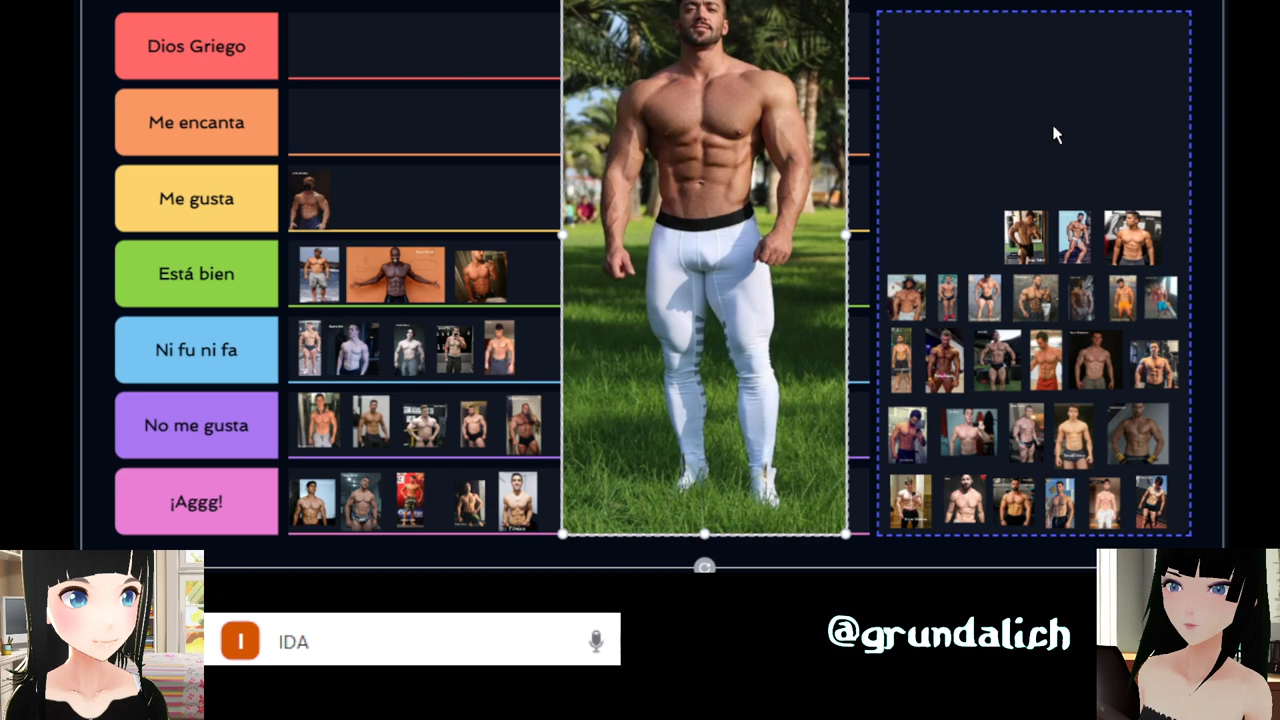 Dios Griego
Me encanta
Me gusta
Está bien
Ni fu ni fa
No me gusta
¡Aggg!
I
IDA
@grundalich